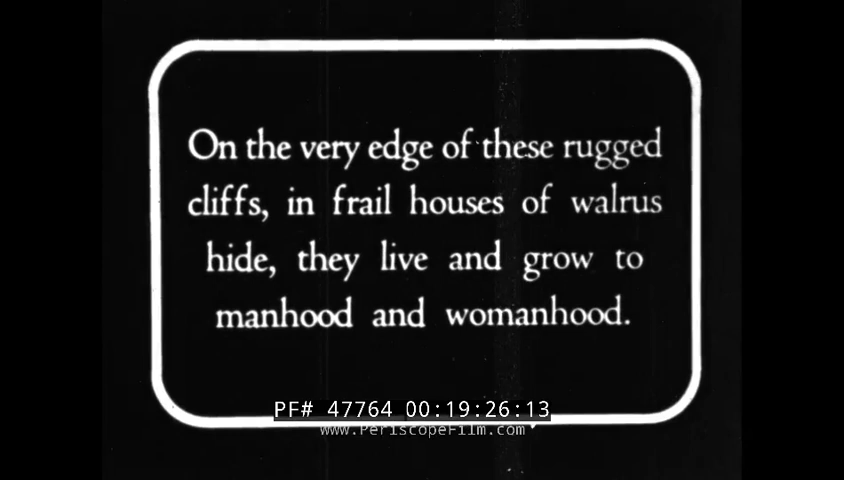 On the very edge of these rugged
cliffs, in frail houses of walrus
hide, they live and grow to
manhood and womanhood.
PF# 47764 00:19:26:13
www.PeriscopeFilm.com